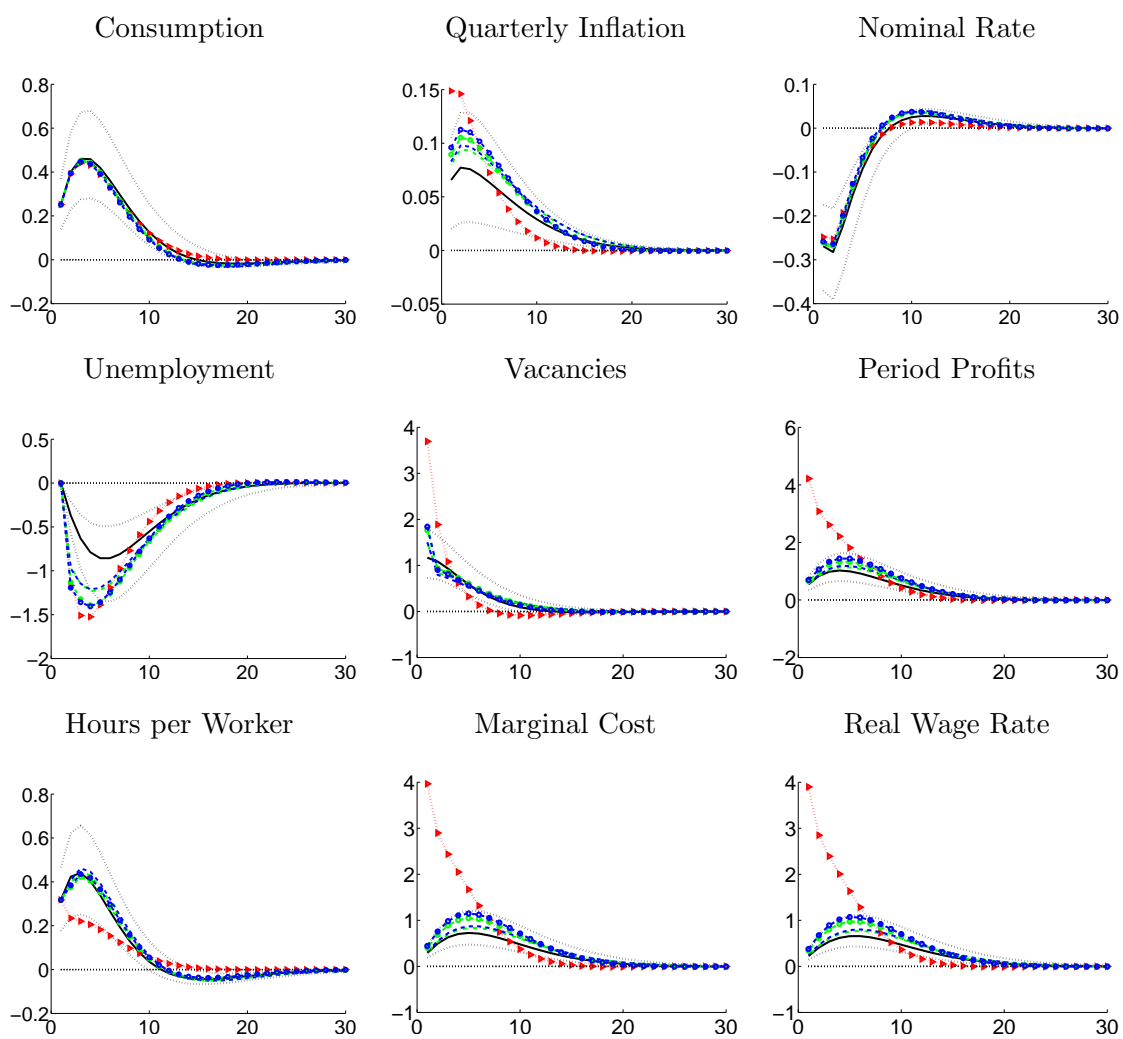 Consumption Quarterly Inflation Nominal Rate
0.8 0.15 0.1
0.6 0.1 0
0.4 0.05 −0.1
0.2 0 −0.2
0 −0.05 −0.3
−0.2 −0.4
0 10 20 30 0 10 20 30 0 10 20 30
Unemployment Vacancies Period Profits
0.5 4 6
0 3 4
−0.5 2 2
−1 1 0
−1.5 0 −2
−2 −1
0 10 20 30 0 10 20 30 0 10 20 30
Hours per Worker Marginal Cost Real Wage Rate
0.8 4 4
0.6 3 3
0.4 2 2
0.2 1 1
0 0 0
−0.2 −1 −1
0 10 20 30 0 10 20 30 0 10 20 30